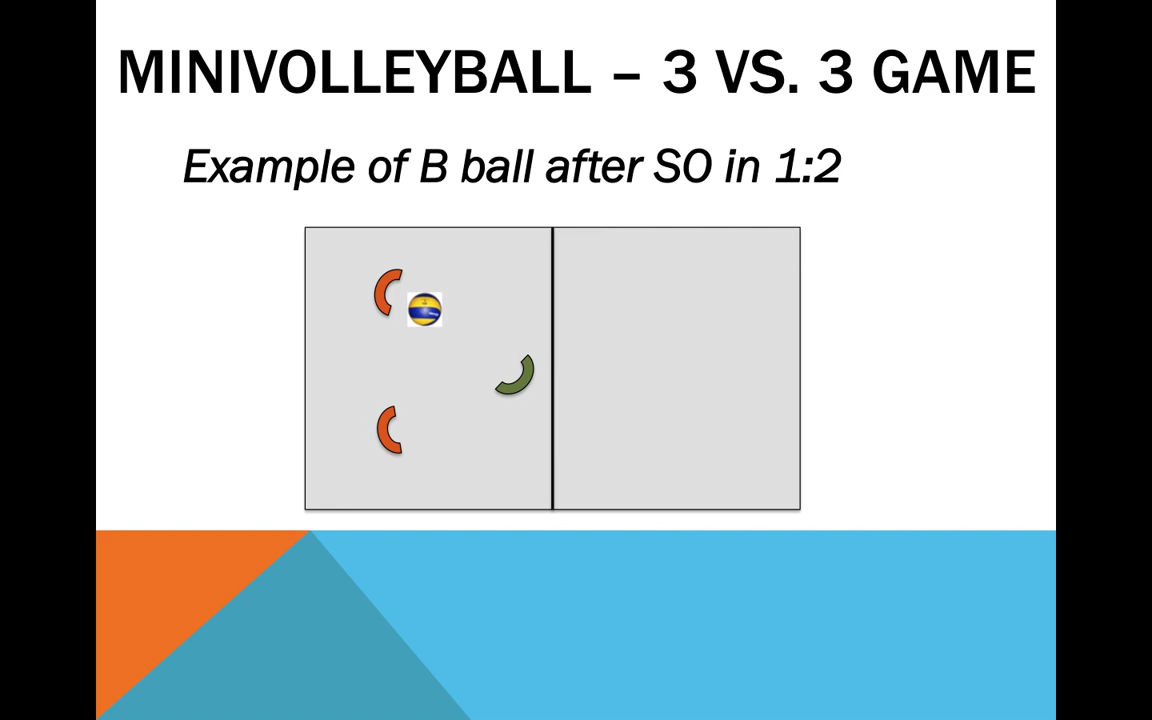 MINIVOLLEYBALL – 3 VS. 3 GAME
Example of B ball after SO in 1:2